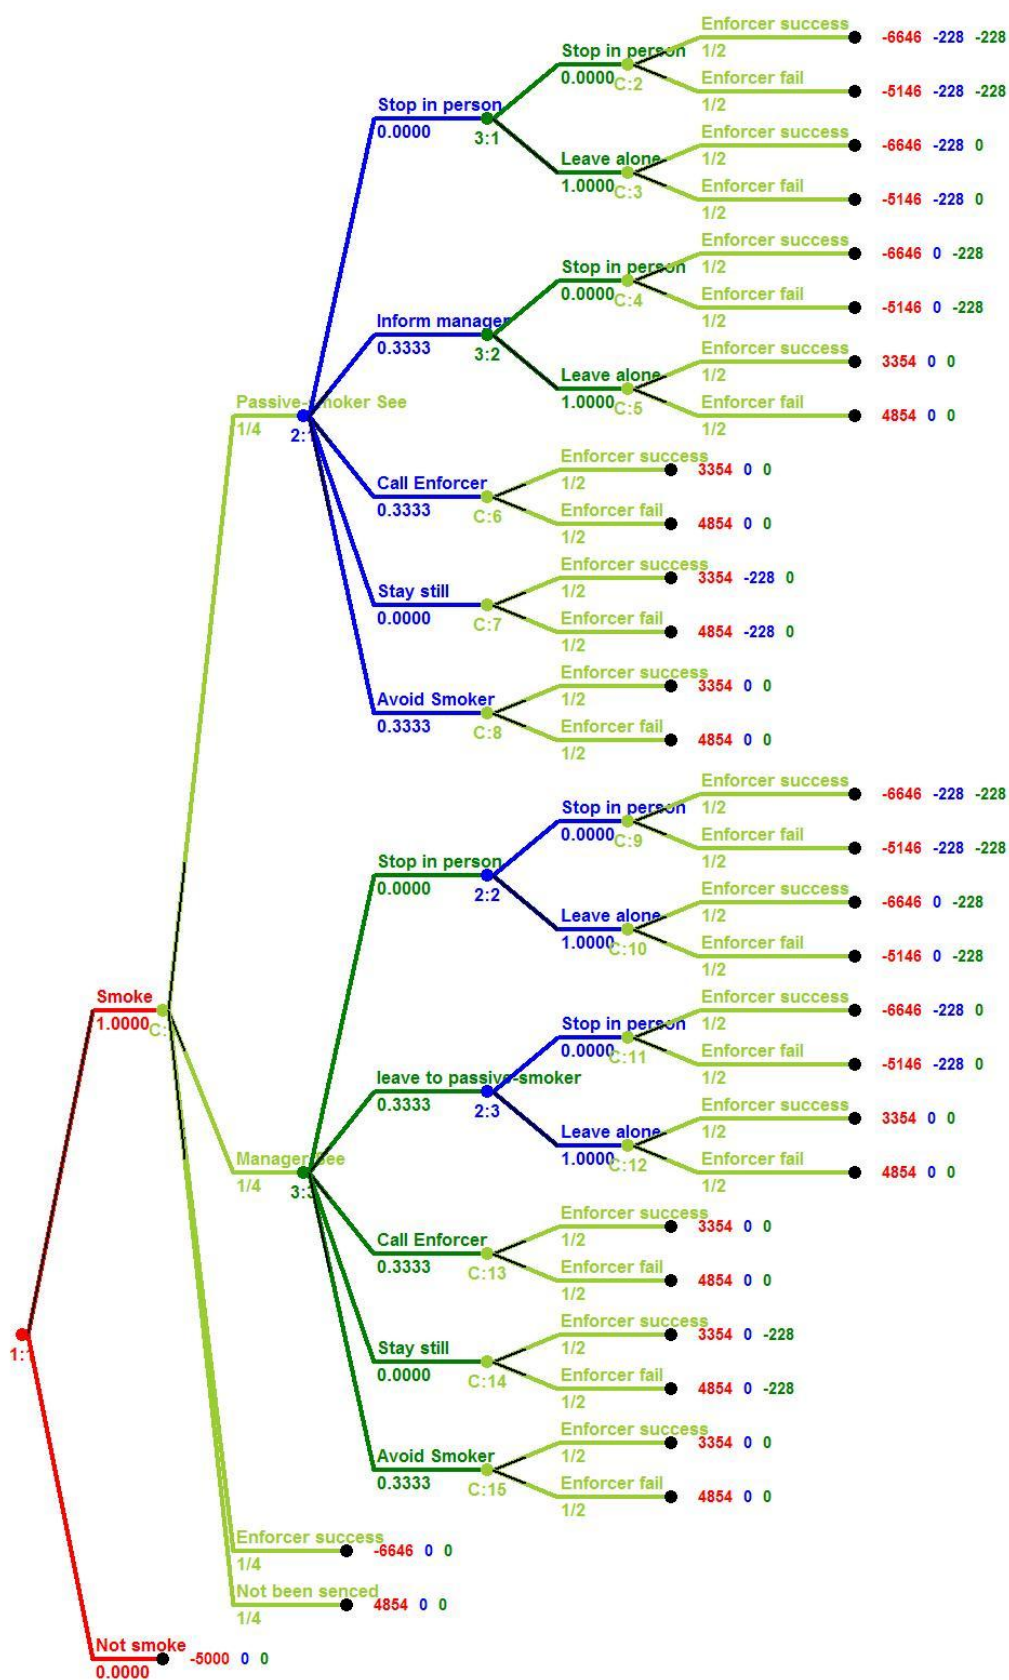 Enforcer success
1/2
-6646 -228 -228
Stop in person
0.0000
C:2
Enforcer fail
1/2
-5146 -228 -228
Stop in person
0.0000
3:1
Enforcer success
1/2
-6646 -228 0
Leave alone
1.0000
C:3
Enforcer fail
1/2
-5146 -228 0
Enforcer success
1/2
-6646 0 -228
Stop in person
0.0000
C:4
Enforcer fail
1/2
-5146 0 -228
Inform manager
0.3333
3:2
Enforcer success
1/2
3354 0 0
Leave alone
1.0000
C:5
Enforcer fail
1/2
4854 0 0
Passive-smoker See
1/4
2:1
Enforcer success
1/2
3354 0 0
Call Enforcer
0.3333
C:6
Enforcer fail
1/2
4854 0 0
Enforcer success
1/2
3354 -228 0
Stay still
0.0000
C:7
Enforcer fail
1/2
4854 -228 0
Enforcer success
1/2
3354 0 0
Avoid Smoker
0.3333
C:8
Enforcer fail
1/2
4854 0 0
Enforcer success
1/2
-6646 -228 -228
Stop in person
0.0000
C:9
Enforcer fail
1/2
-5146 -228 -228
Stop in person
0.0000
2:2
Enforcer success
1/2
-6646 0 -228
Leave alone
1.0000
C:10
Enforcer fail
1/2
-5146 0 -228
Smoke
1.0000
C:
Enforcer success
1/2
-6646 -228 0
Stop in person
0.0000
C:11
Enforcer fail
1/2
-5146 -228 0
leave to passive-smoker
0.3333
2:3
Enforcer success
1/2
3354 0 0
Leave alone
1.0000
C:12
Enforcer fail
1/2
4854 0 0
Manager See
1/4
3:3
Enforcer success
1/2
3354 0 0
Call Enforcer
0.3333
C:13
Enforcer fail
1/2
4854 0 0
1:1
Enforcer success
1/2
3354 0 -228
Stay still
0.0000
C:14
Enforcer fail
1/2
4854 0 -228
Enforcer success
1/2
3354 0 0
Avoid Smoker
0.3333
C:15
Enforcer fail
1/2
4854 0 0
Enforcer success
1/4
-6646 0 0
Not been senced
1/4
4854 0 0
Not smoke
0.0000
-5000 0 0